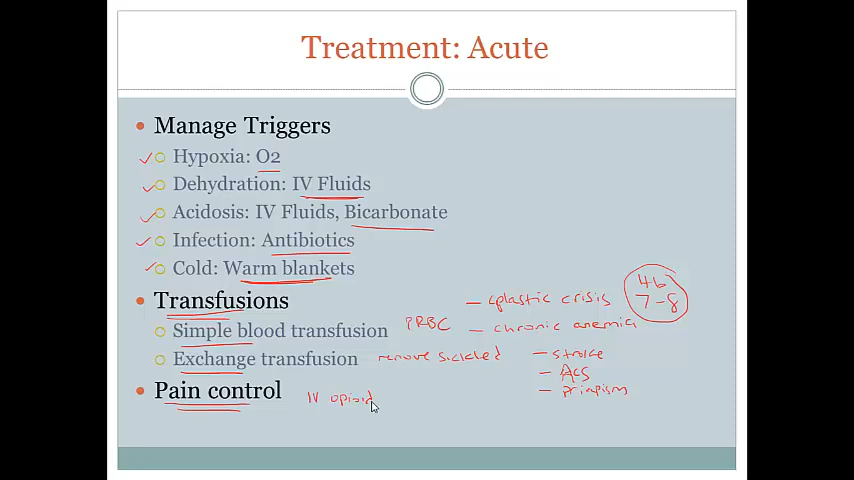 Treatment: Acute
Manage Triggers
Hypoxia: O2
Dehydration: IV Fluids
Acidosis: IV Fluids, Bicarbonate
Infection: Antibiotics
Cold: Warm blankets
Transfusions – aplastic crisis
7-8
Simple blood transfusion PRBC – chronic anemia
Exchange transfusion remove sickled – stroke
– ACS
– priapism
Pain control IV opioid